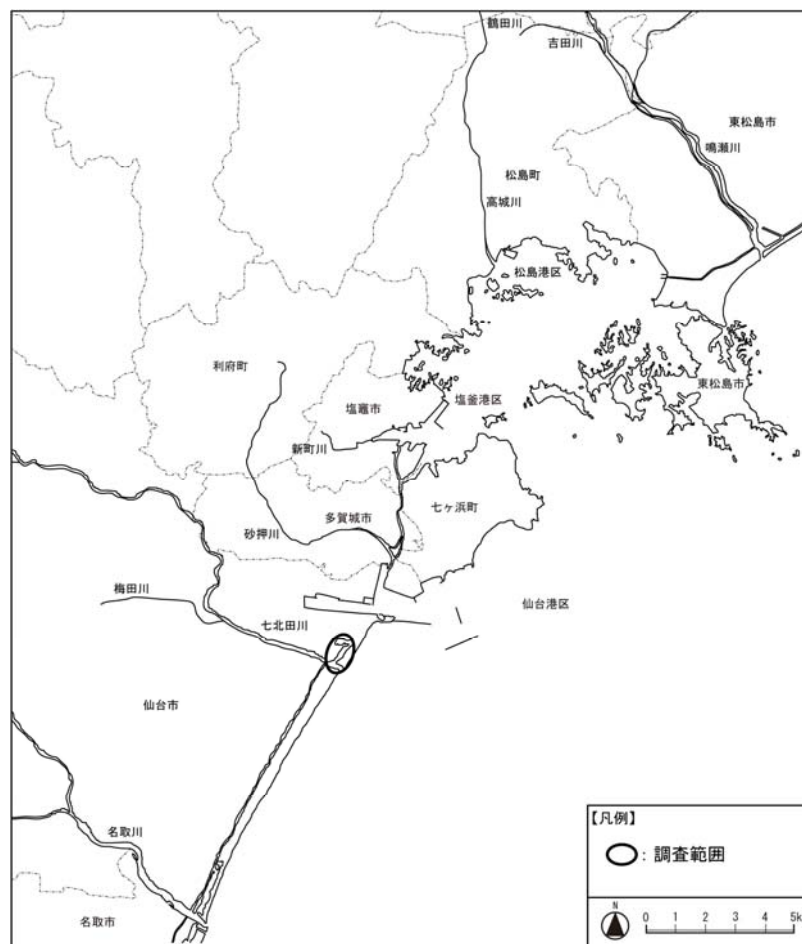 鶴田川
吉田川
東松島市
鳴瀬川
松島町
高城川
松島港区
利府町
東松島市
塩竈市
塩釜港区
新町川
七ヶ浜町
多賀城市
砂押川
梅田川
仙台港区
七北田川
仙台市
名取川
名取市
【凡例】
: 調査範囲
N
0 1 2 3 4 5k